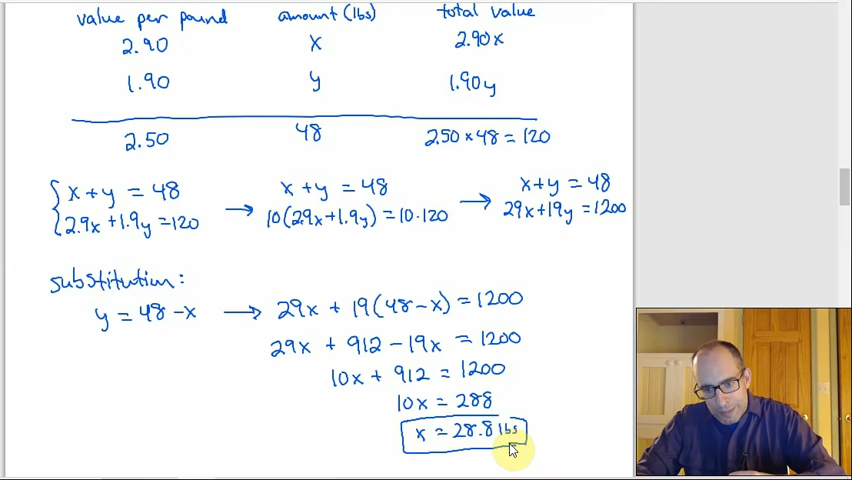 value per pound amount (lbs) total value
2.90 x 2.90x
1.90 y 1.90y
2.50 48 2.50 × 48 = 120
x + y = 48 → x + y = 48 → x + y = 48
2.9x + 1.9y = 120 10(2.9x + 1.9y) = 10·120 29x + 19y = 1200
substitution:
y = 48 - x → 29x + 19(48 - x) = 1200
29x + 912 - 19x = 1200
10x + 912 = 1200
10x = 288
x = 28.8 lbs